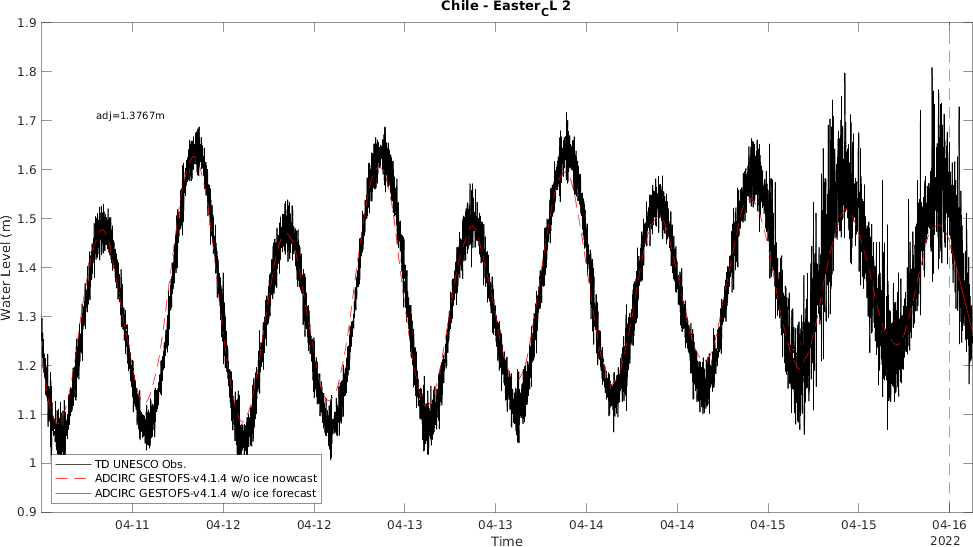 Chile - Easter_CL 2
1.9
1.8
1.7
1.6
1.5
1.4
1.3
1.2
1.1
1
0.9
Water Level (m)
adj=1.3767m
TD UNESCO Obs.
ADCIRC GESTOFS-v4.1.4 w/o ice nowcast
ADCIRC GESTOFS-v4.1.4 w/o ice forecast
04-11 04-12 04-12 04-13 04-13 04-14 04-14 04-15 04-15 04-16
2022
Time